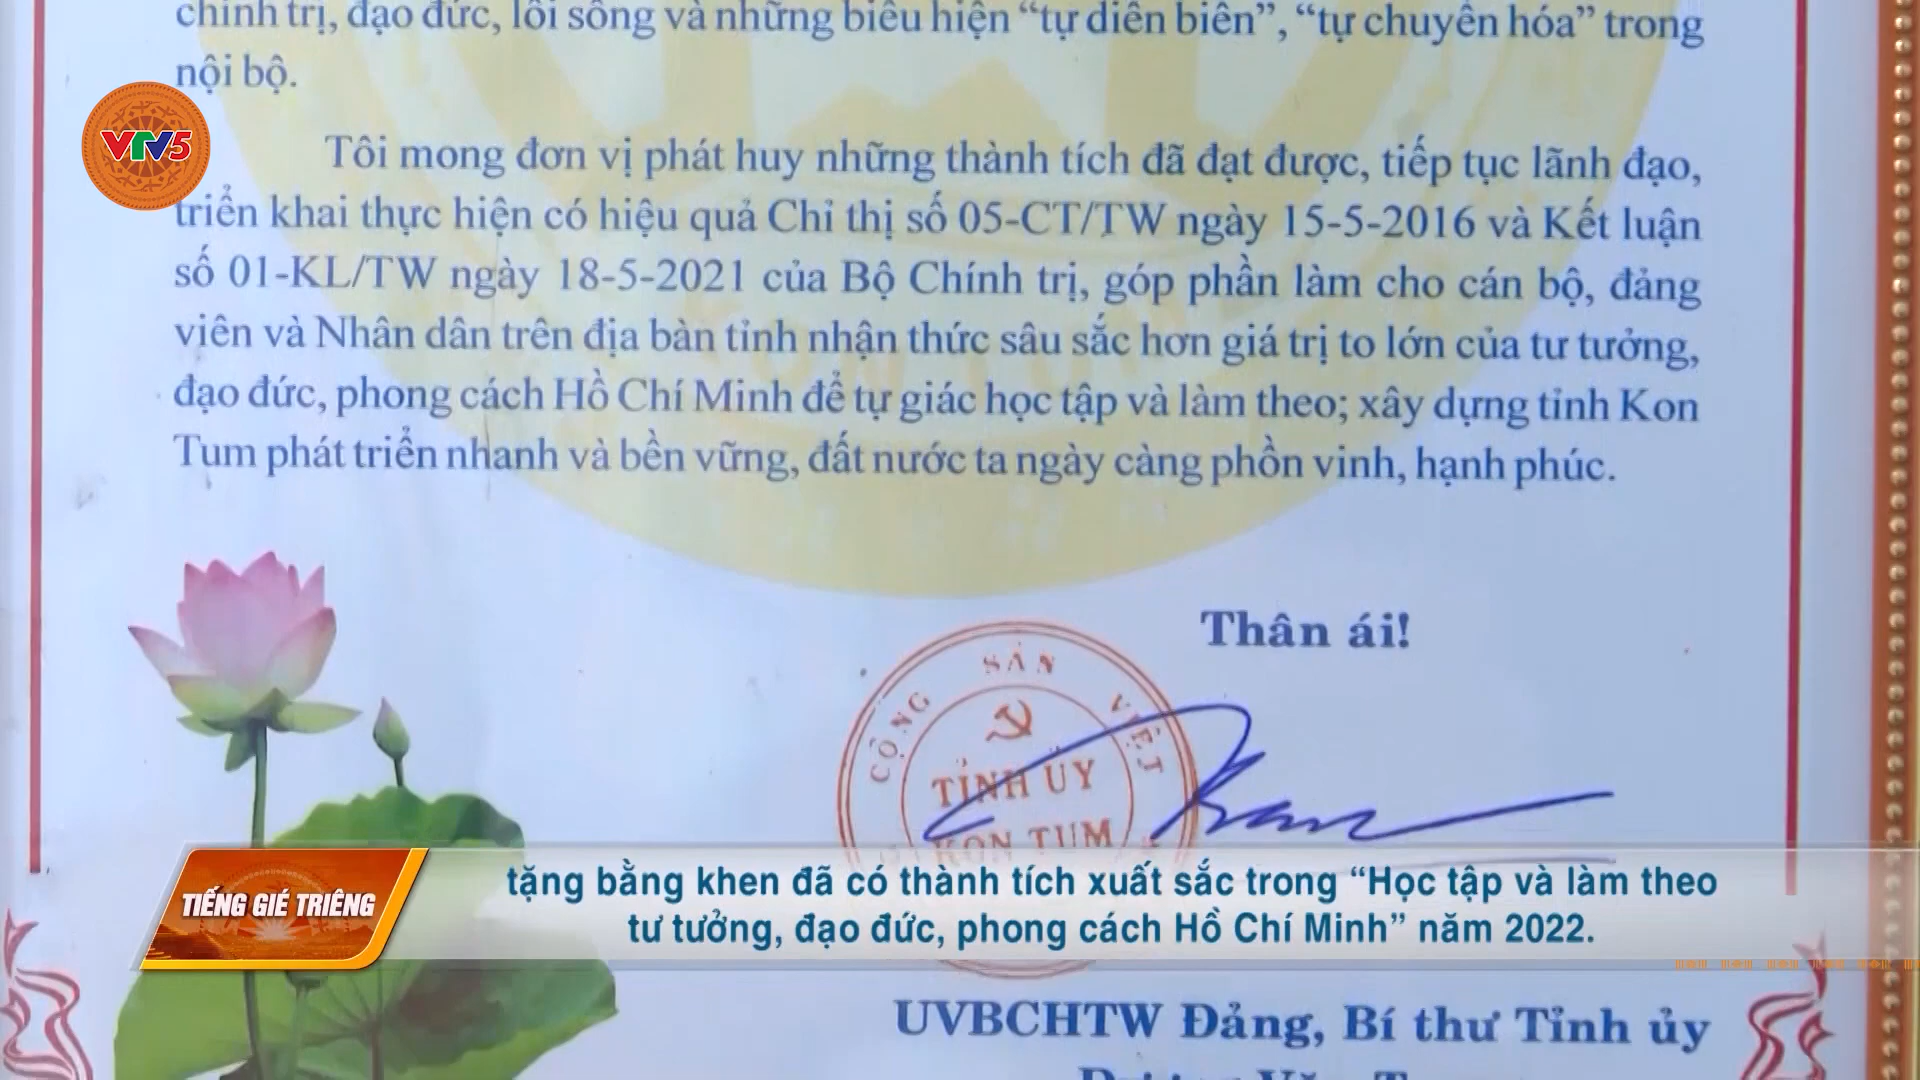 chính trị, đạo đức, lối sống và những biểu hiện “tự diễn biến”, “tự chuyển hóa” trong
nội bộ.
VTV5
Tôi mong đơn vị phát huy những thành tích đã đạt được, tiếp tục lãnh đạo,
triển khai thực hiện có hiệu quả Chỉ thị số 05-CT/TW ngày 15-5-2016 và Kết luận
số 01-KL/TW ngày 18-5-2021 của Bộ Chính trị, góp phần làm cho cán bộ, đảng
viên và Nhân dân trên địa bàn tỉnh nhận thức sâu sắc hơn giá trị to lớn của tư tưởng,
đạo đức, phong cách Hồ Chí Minh để tự giác học tập và làm theo; xây dựng tỉnh Kon
Tum phát triển nhanh và bền vững, đất nước ta ngày càng phồn vinh, hạnh phúc.
Thân ái!
CỘNG SẢN VIỆT
TỈNH ỦY
KON TUM
TIẾNG GIÉ TRIÊNG
tặng bằng khen đã có thành tích xuất sắc trong “Học tập và làm theo
tư tưởng, đạo đức, phong cách Hồ Chí Minh” năm 2022.
UVBCHTW Đảng, Bí thư Tỉnh ủy